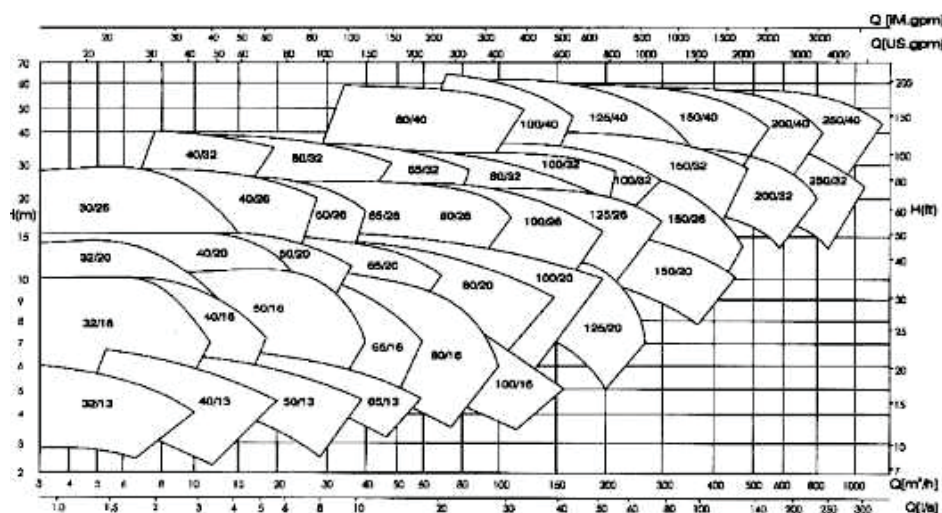 Q [IM.gpm]
20 30 40 50 60 80 100 120 150 200 300 400 500 600 800 1000 1500 2000 3000
Q[US.gpm]
20 30 40 50 60 80 100 150 200 300 400 600 800 1000 1500 2000 3000 4000
70
60 200
50 80/40 100/40 125/40 150/40 200/40 250/40 150
40 100
30 40/32 50/32 65/32 80/32 100/32 100/32 150/32 200/32 250/32 80
20 40/26 50/26 65/26 80/26 100/26 125/26 150/26 60
H(m) 30/26 H(ft)
15 50
32/20 40/20 50/20 65/20 80/20 100/20 150/20 40
10 30
9
8 32/16 40/16 50/16 125/20 25
7 65/16 80/16
6 20
5 100/16
4 32/13 40/13 50/13 65/13 15
3 10
2 7
3 4 5 6 8 10 15 20 30 40 50 60 80 100 200 300 400 600 800 1000 Q[m³/h]
1.0 1.5 2 3 4 5 6 8 10 20 30 40 50 60 80 100 140 200 250 300 Q[l/s]